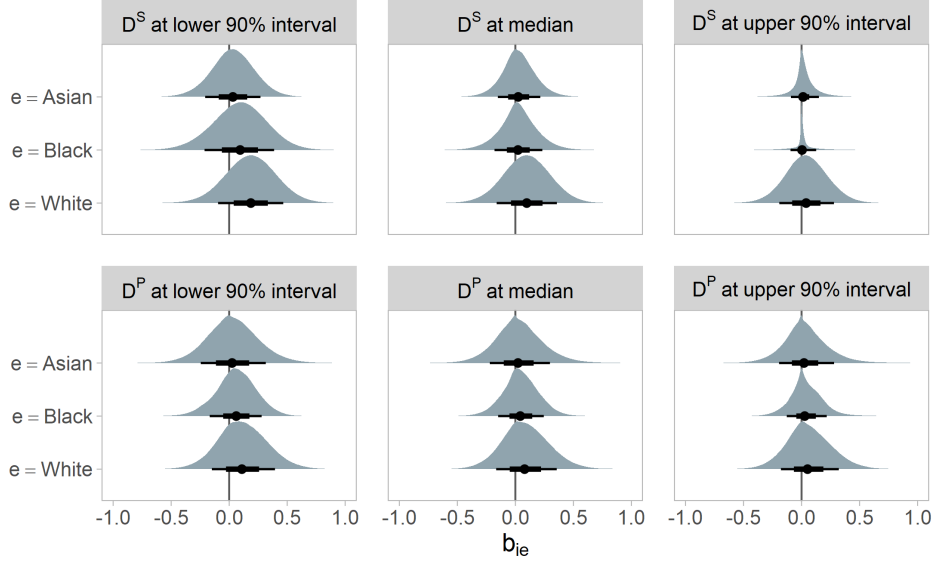 D^S at lower 90% interval
D^S at median
D^S at upper 90% interval
e = Asian
e = Black
e = White
D^P at lower 90% interval
D^P at median
D^P at upper 90% interval
e = Asian
e = Black
e = White
-1.0 -0.5 0.0 0.5 1.0
-1.0 -0.5 0.0 0.5 1.0
-1.0 -0.5 0.0 0.5 1.0
b_ie